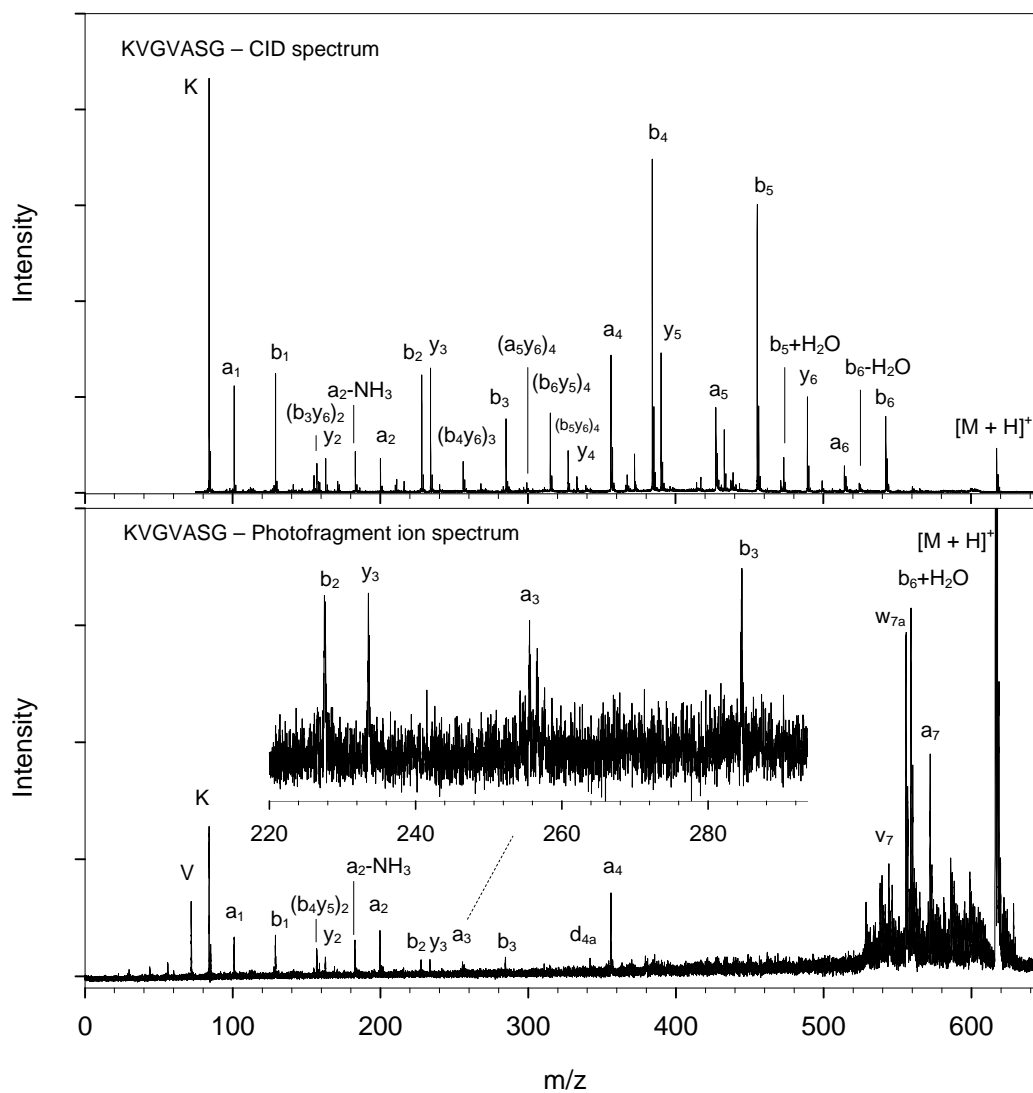 KVGVASG – CID spectrum
K
a1
b1
(b3y6)2
y2
a2-NH3
a2
b2
y3
(b4y6)3
b3
(a5y6)4
(b6y5)4
(b5y6)4
y4
a4
b4
y5
a5
b5
b5+H2O
y6
a6
b6-H2O
b6
[M + H]+
Intensity
KVGVASG – Photofragment ion spectrum
b2
y3
a3
b3
220
240
260
280
V
K
a1
b1
(b4y5)2
y2
a2-NH3
a2
b2
y3
a3
b3
d4a
a4
v7
w7a
b6+H2O
a7
[M + H]+
Intensity
0
100
200
300
400
500
600
m/z